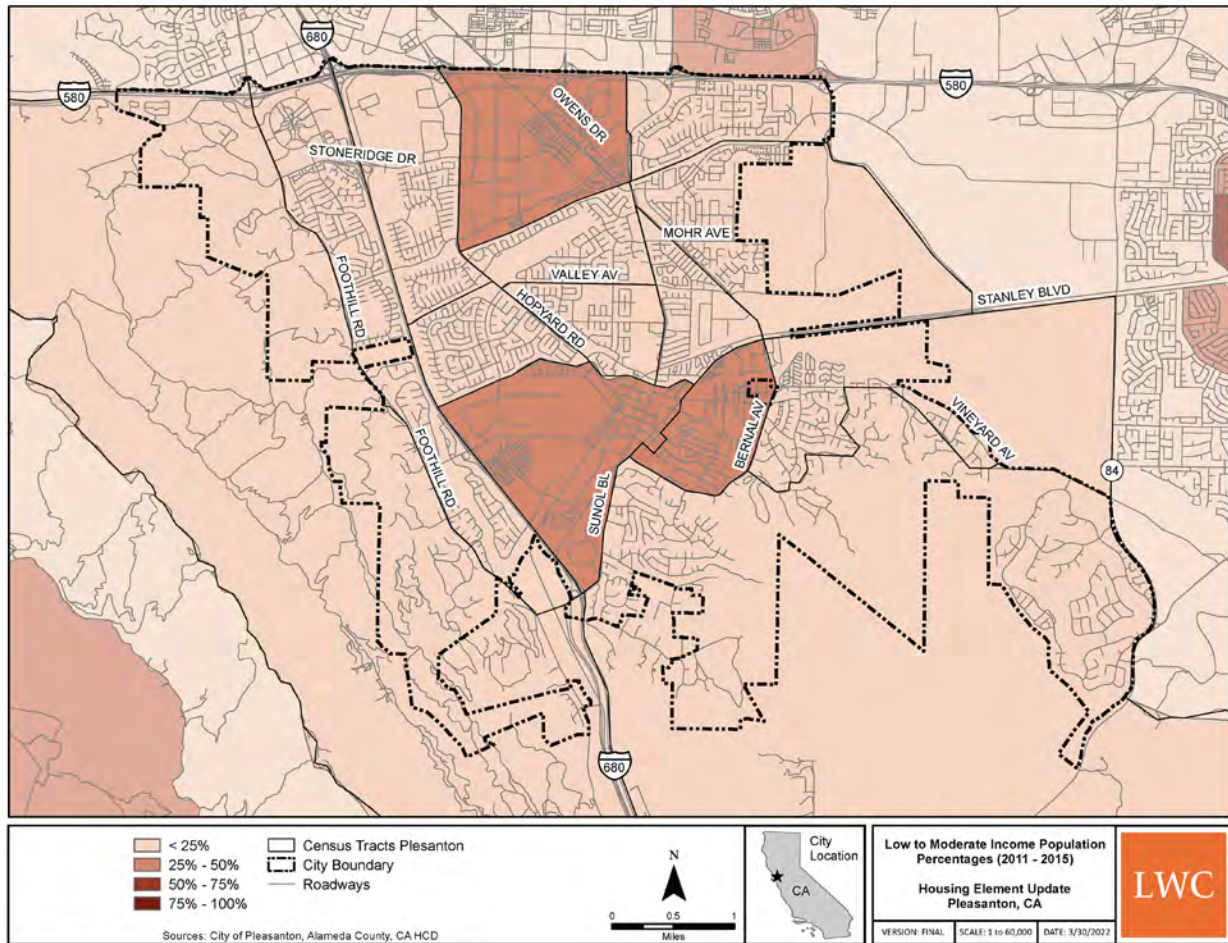 680
580
580
OWENS DR
STONERIDGE DR
MOHR AVE
VALLEY AV
STANLEY BLVD
FOOTHILL RD
HOPYARD RD
VINEYARD AV
BERNAL AV
FOOTHILL RD
84
SUNOL BL
680
< 25%
25% - 50%
50% - 75%
75% - 100%
Census Tracts Plesanton
City Boundary
Roadways
Sources: City of Pleasanton, Alameda County, CA HCD
N
0 0.5 1
Miles
City
Location
CA
Low to Moderate Income Population
Percentages (2011 - 2015)
Housing Element Update
Pleasanton, CA
VERSION: FINAL SCALE: 1 to 60,000 DATE: 3/30/2022
LWC